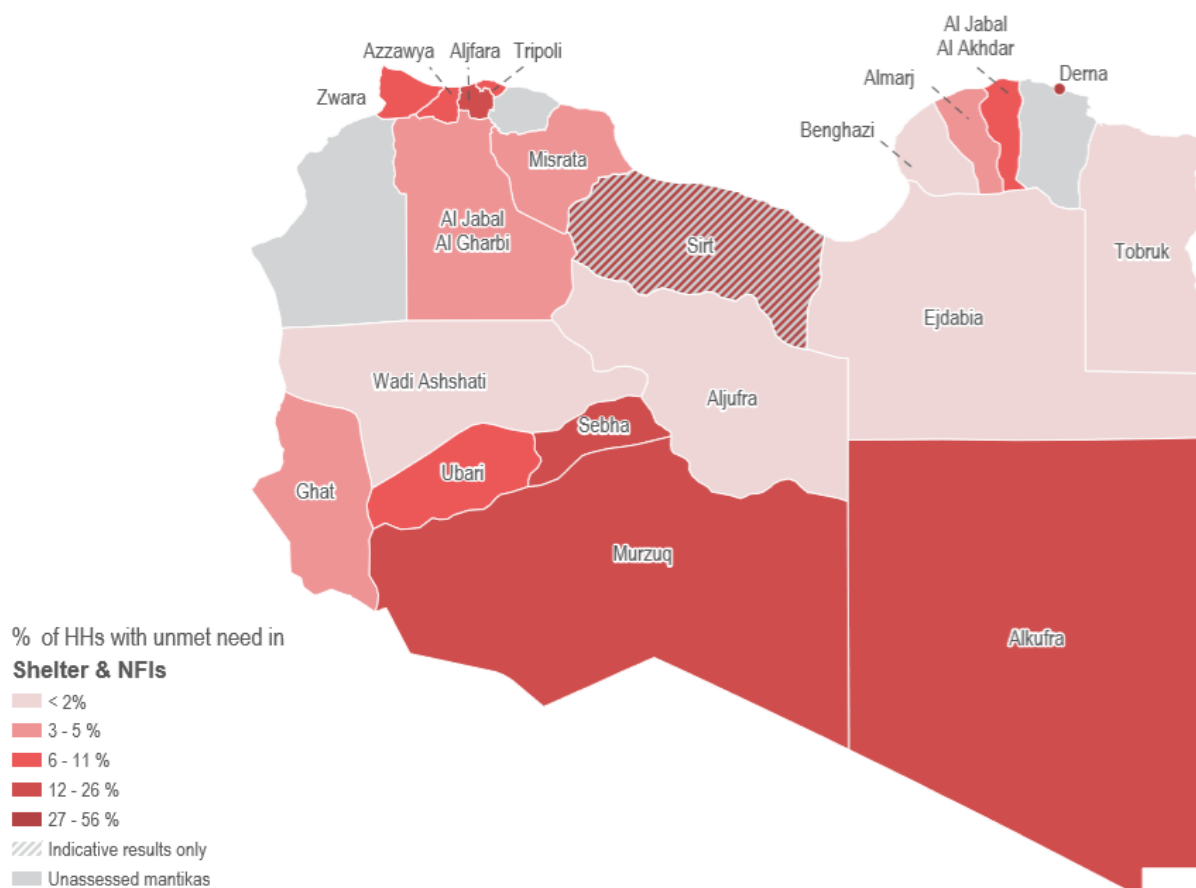 Al Jabal
Al Akhdar
Azzawya
Aljfara
Tripoli
Derna
Almarj
Zwara
Benghazi
Misrata
Al Jabal
Al Gharbi
Sirt
Tobruk
Ejdabia
Wadi Ashshati
Aljufra
Sebha
Ubari
Ghat
Murzuq
Alkufra
% of HHs with unmet need in
Shelter & NFIs
< 2%
3 - 5 %
6 - 11 %
12 - 26 %
27 - 56 %
Indicative results only
Unassessed mantikas